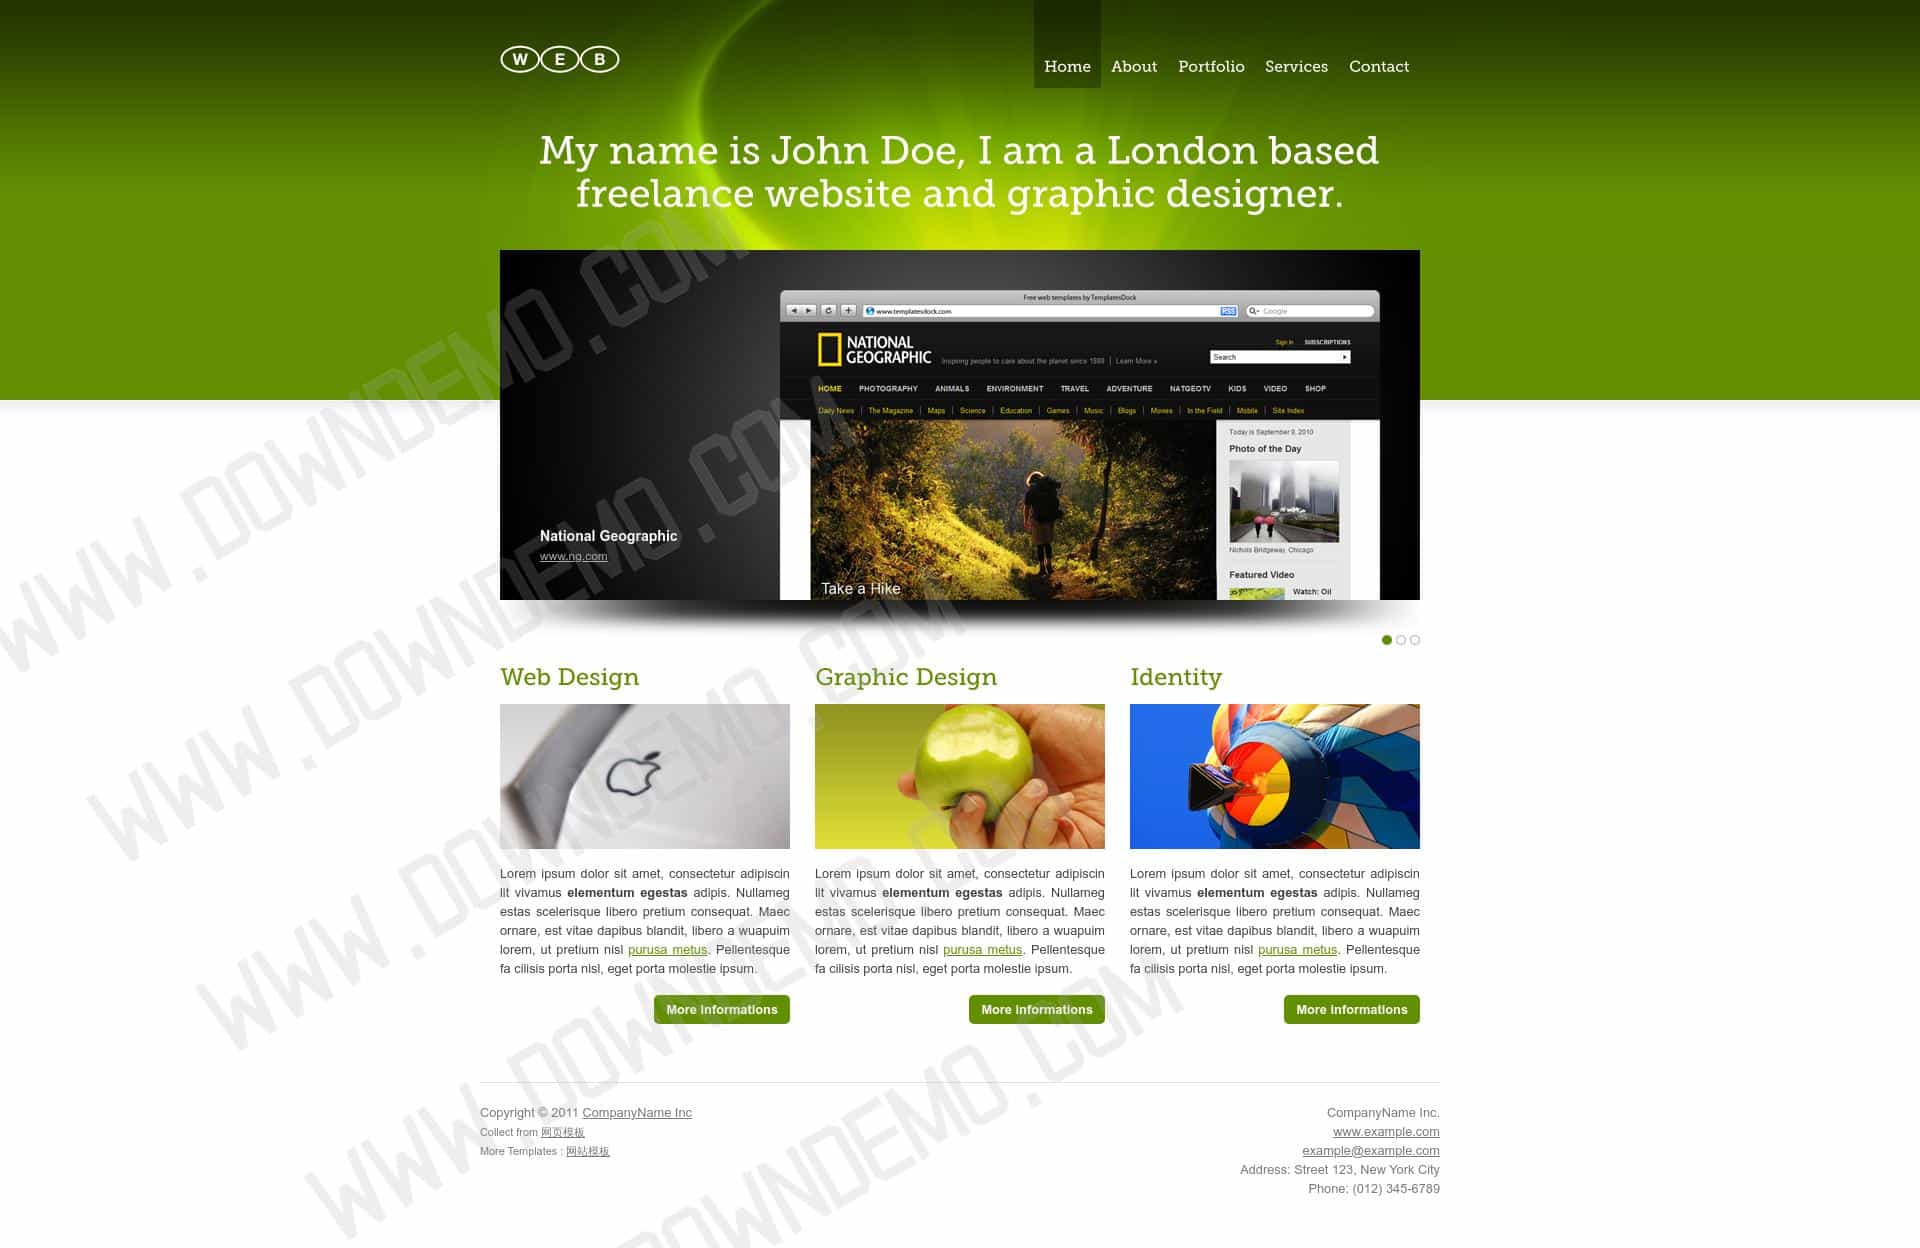 W E B
Home About Portfolio Services Contact
My name is John Doe, I am a London based
freelance website and graphic designer.
Free web templates by TemplatesDock
www.templatesdock.com RSS Google
NATIONAL
GEOGRAPHIC
Inspiring people to care about the planet since 1888 | Learn More »
Sign In SUBSCRIPTIONS
Search
HOME PHOTOGRAPHY ANIMALS ENVIRONMENT TRAVEL ADVENTURE NATGEOTV KIDS VIDEO SHOP
Daily News | The Magazine | Maps | Science | Education | Games | Music | Blogs | Movies | In the Field | Mobile | Site Index
Today is September 9, 2010
Photo of the Day
Nichols Bridgeway, Chicago
Featured Video
Watch: Oil
Take a Hike
National Geographic
www.ng.com
Web Design
Lorem ipsum dolor sit amet, consectetur adipiscin
lit vivamus elementum egestas adipis. Nullameg
estas scelerisque libero pretium consequat. Maec
ornare, est vitae dapibus blandit, libero a wuapuim
lorem, ut pretium nisl purusa metus. Pellentesque
fa cilisis porta nisl, eget porta molestie ipsum.
More informations
Graphic Design
Lorem ipsum dolor sit amet, consectetur adipiscin
lit vivamus elementum egestas adipis. Nullameg
estas scelerisque libero pretium consequat. Maec
ornare, est vitae dapibus blandit, libero a wuapuim
lorem, ut pretium nisl purusa metus. Pellentesque
fa cilisis porta nisl, eget porta molestie ipsum.
More informations
Identity
Lorem ipsum dolor sit amet, consectetur adipiscin
lit vivamus elementum egestas adipis. Nullameg
estas scelerisque libero pretium consequat. Maec
ornare, est vitae dapibus blandit, libero a wuapuim
lorem, ut pretium nisl purusa metus. Pellentesque
fa cilisis porta nisl, eget porta molestie ipsum.
More informations
Copyright © 2011 CompanyName Inc
Collect from 网页模板
More Templates : 网站模板
CompanyName Inc.
www.example.com
example@example.com
Address: Street 123, New York City
Phone: (012) 345-6789
WWW.DOWNDEMO.COM
WWW.DOWNDEMO.COM
WWW.DOWNDEMO.COM
WWW.DOWNDEMO.CO
DOWNDEMO.COM